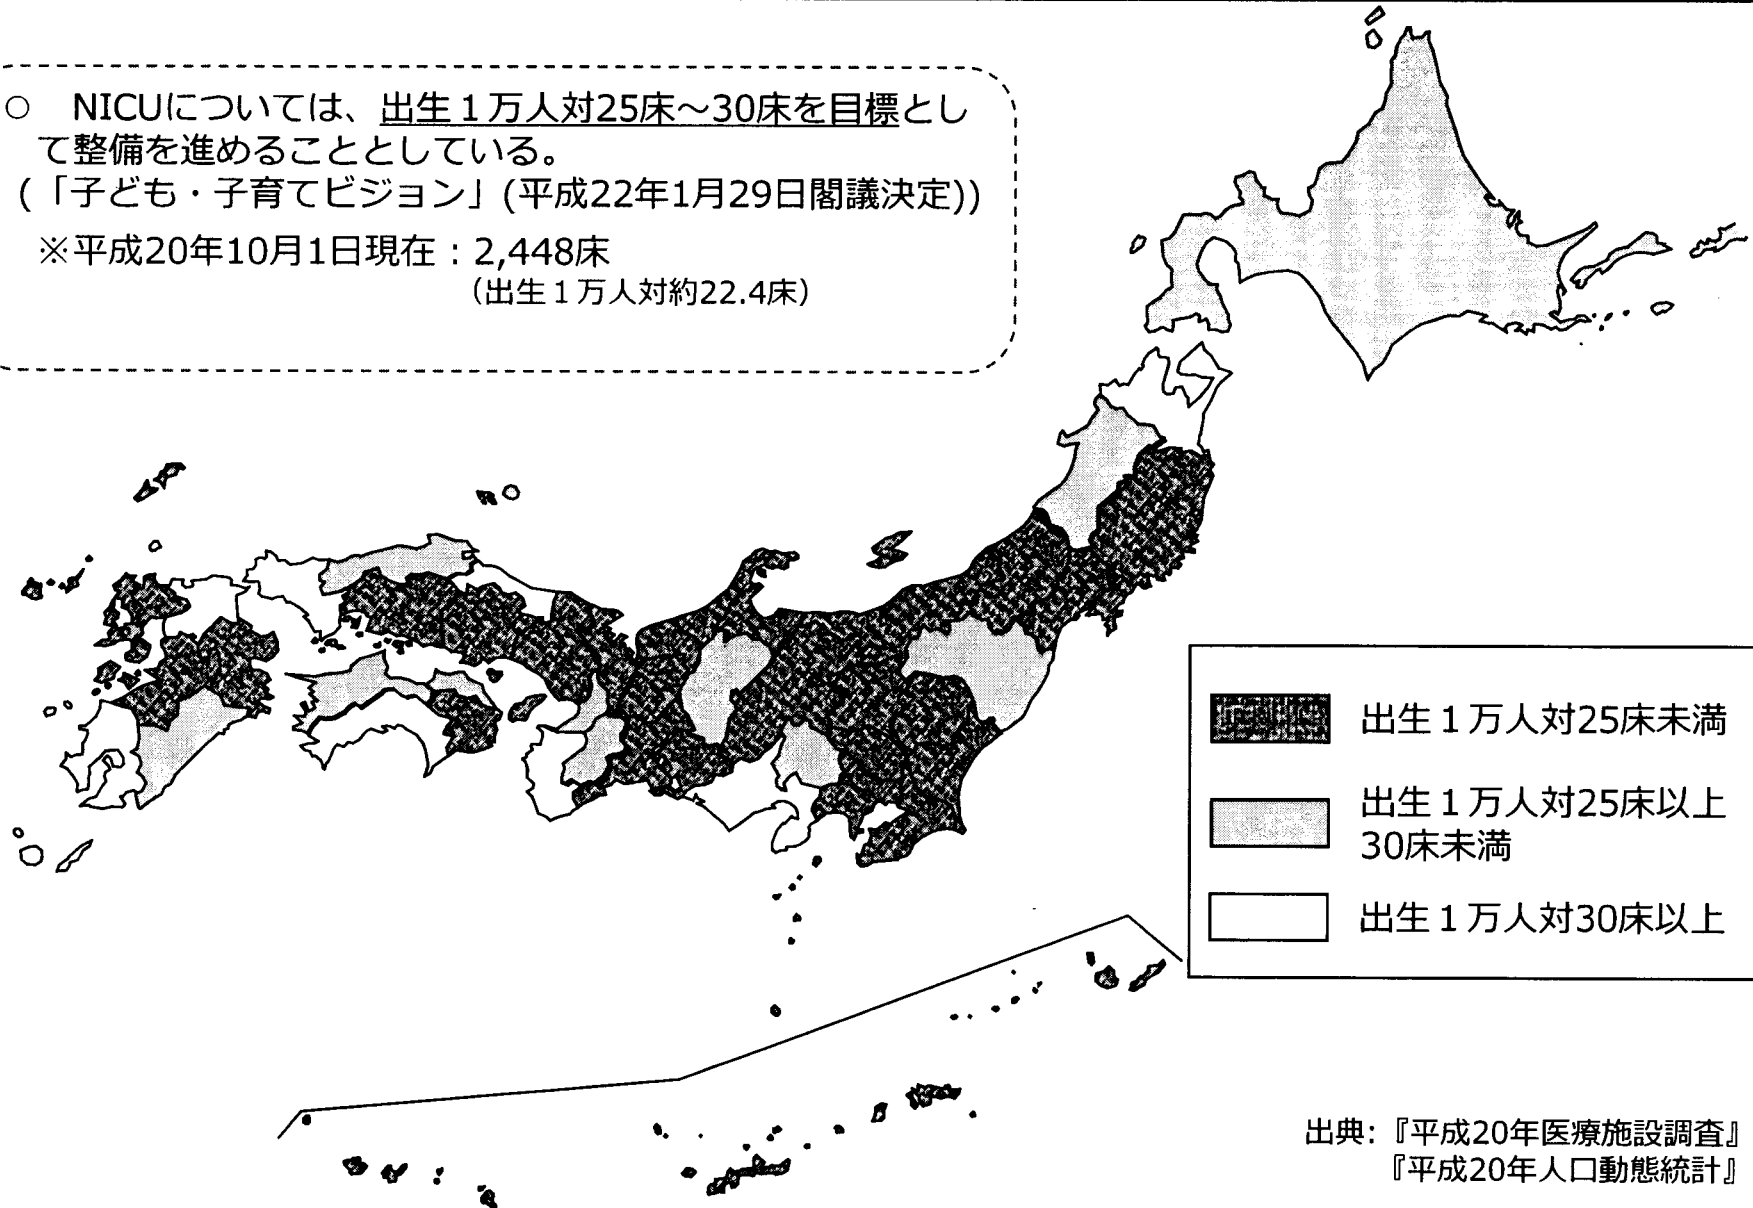 ○　NICUについては、出生１万人対25床～30床を目標とし
て整備を進めることとしている。
(「子ども・子育てビジョン」(平成22年1月29日閣議決定))
※平成20年10月1日現在：2,448床
（出生１万人対約22.4床）
出生１万人対25床未満
出生１万人対25床以上
30床未満
出生１万人対30床以上
出典：『平成20年医療施設調査』
『平成20年人口動態統計』